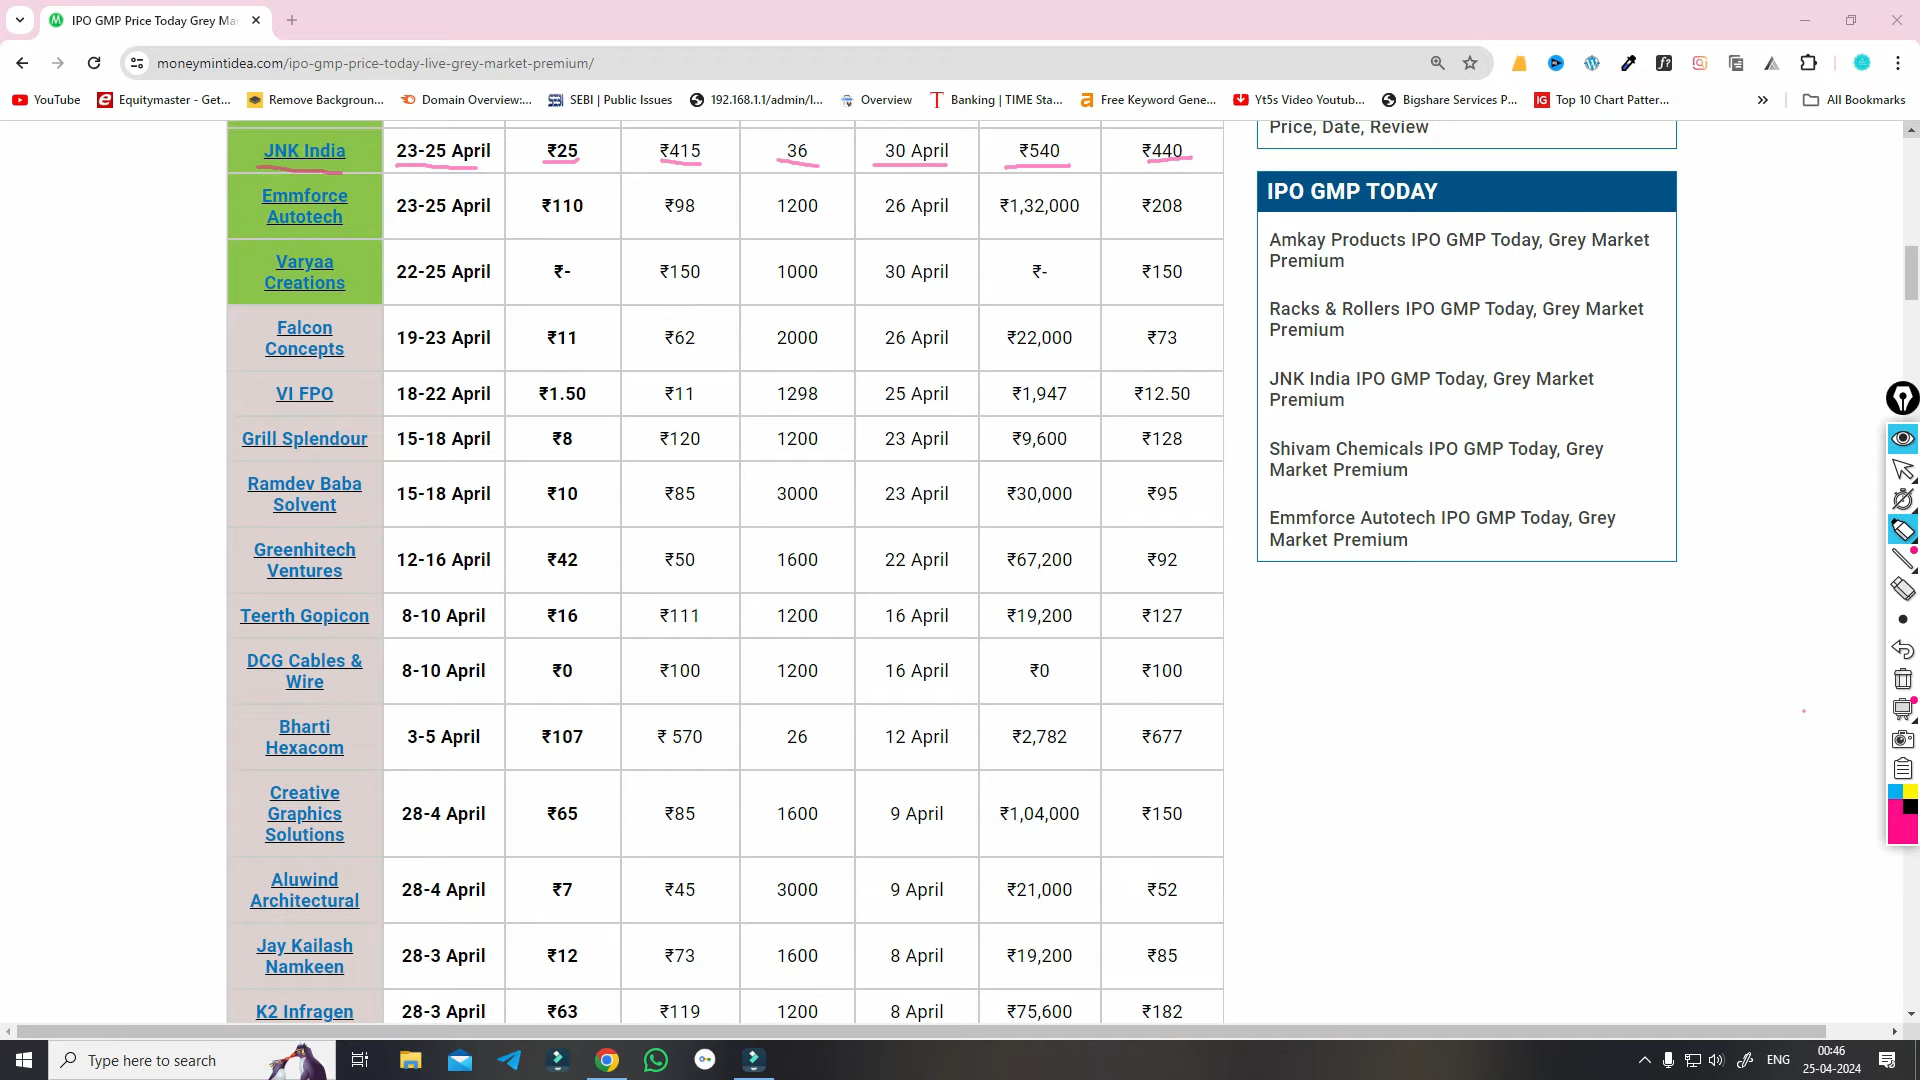 IPO GMP Price Today Grey Ma
moneymintidea.com/ipo-gmp-price-today-live-grey-market-premium/
YouTube
Equitymaster - Get...
Remove Backgroun...
Domain Overview:...
SEBI | Public Issues
192.168.1.1/admin/l...
Overview
Banking | TIME Sta...
Free Keyword Gene...
Yt5s Video Youtub...
Bigshare Services P...
Top 10 Chart Patter...
All Bookmarks
JNK India 23-25 April ₹25 ₹415 36 30 April ₹540 ₹440
Emmforce
Autotech 23-25 April ₹110 ₹98 1200 26 April ₹1,32,000 ₹208
Varyaa
Creations 22-25 April ₹- ₹150 1000 30 April ₹- ₹150
Falcon
Concepts 19-23 April ₹11 ₹62 2000 26 April ₹22,000 ₹73
VI FPO 18-22 April ₹1.50 ₹11 1298 25 April ₹1,947 ₹12.50
Grill Splendour 15-18 April ₹8 ₹120 1200 23 April ₹9,600 ₹128
Ramdev Baba
Solvent 15-18 April ₹10 ₹85 3000 23 April ₹30,000 ₹95
Greenhitech
Ventures 12-16 April ₹42 ₹50 1600 22 April ₹67,200 ₹92
Teerth Gopicon 8-10 April ₹16 ₹111 1200 16 April ₹19,200 ₹127
DCG Cables &
Wire 8-10 April ₹0 ₹100 1200 16 April ₹0 ₹100
Bharti
Hexacom 3-5 April ₹107 ₹ 570 26 12 April ₹2,782 ₹677
Creative
Graphics
Solutions 28-4 April ₹65 ₹85 1600 9 April ₹1,04,000 ₹150
Aluwind
Architectural 28-4 April ₹7 ₹45 3000 9 April ₹21,000 ₹52
Jay Kailash
Namkeen 28-3 April ₹12 ₹73 1600 8 April ₹19,200 ₹85
K2 Infragen 28-3 April ₹63 ₹119 1200 8 April ₹75,600 ₹182
Price, Date, Review
IPO GMP TODAY
Amkay Products IPO GMP Today, Grey Market
Premium
Racks & Rollers IPO GMP Today, Grey Market
Premium
JNK India IPO GMP Today, Grey Market
Premium
Shivam Chemicals IPO GMP Today, Grey
Market Premium
Emmforce Autotech IPO GMP Today, Grey
Market Premium
Type here to search
ENG
00:46
25-04-2024